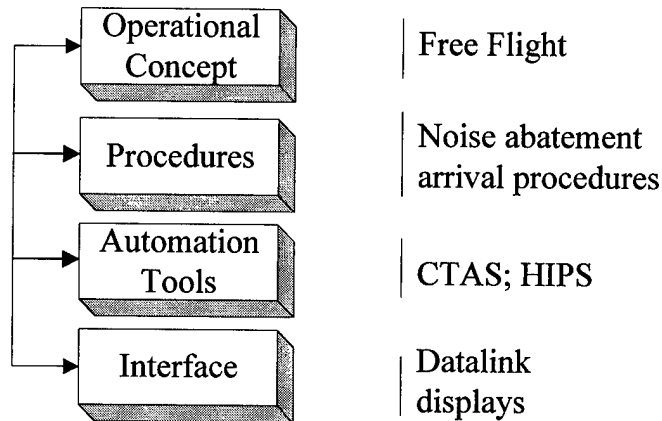 Operational
Concept
Free Flight
Procedures
Noise abatement
arrival procedures
Automation
Tools
CTAS; HIPS
Interface
Datalink
displays